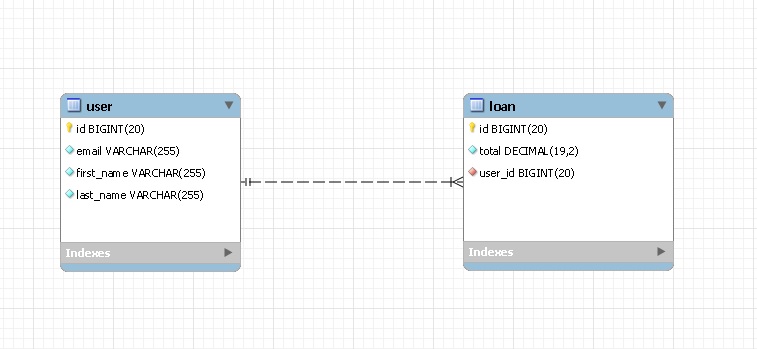 user
id BIGINT(20)
email VARCHAR(255)
first_name VARCHAR(255)
last_name VARCHAR(255)
Indexes
loan
id BIGINT(20)
total DECIMAL(19,2)
user_id BIGINT(20)
Indexes